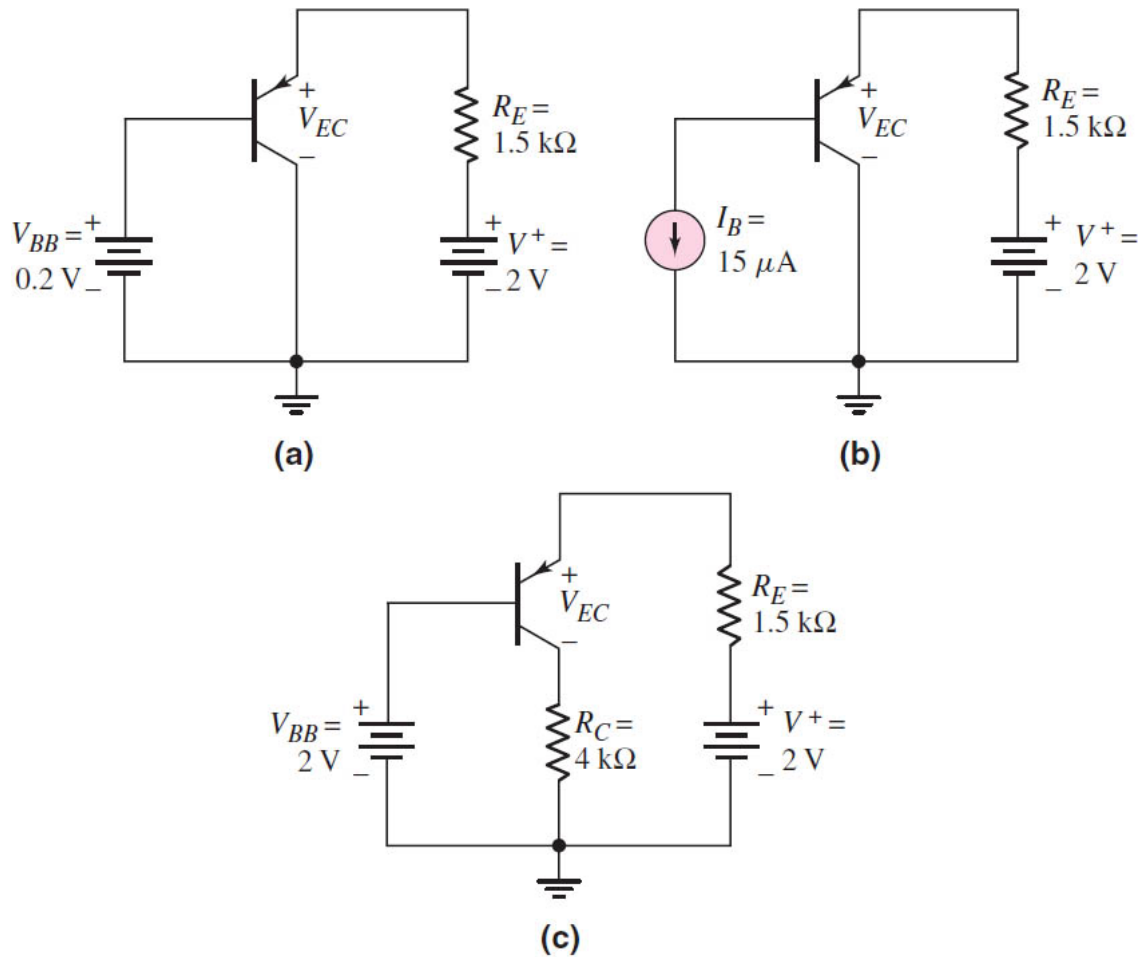 +
V_EC
−
R_E =
1.5 kΩ
V_BB = +
0.2 V −
+ V⁺ =
− 2 V
(a)
+
V_EC
−
R_E =
1.5 kΩ
I_B =
15 μA
+ V⁺ =
− 2 V
(b)
+
V_EC
−
R_E =
1.5 kΩ
V_BB = +
2 V −
R_C =
4 kΩ
+ V⁺ =
− 2 V
(c)